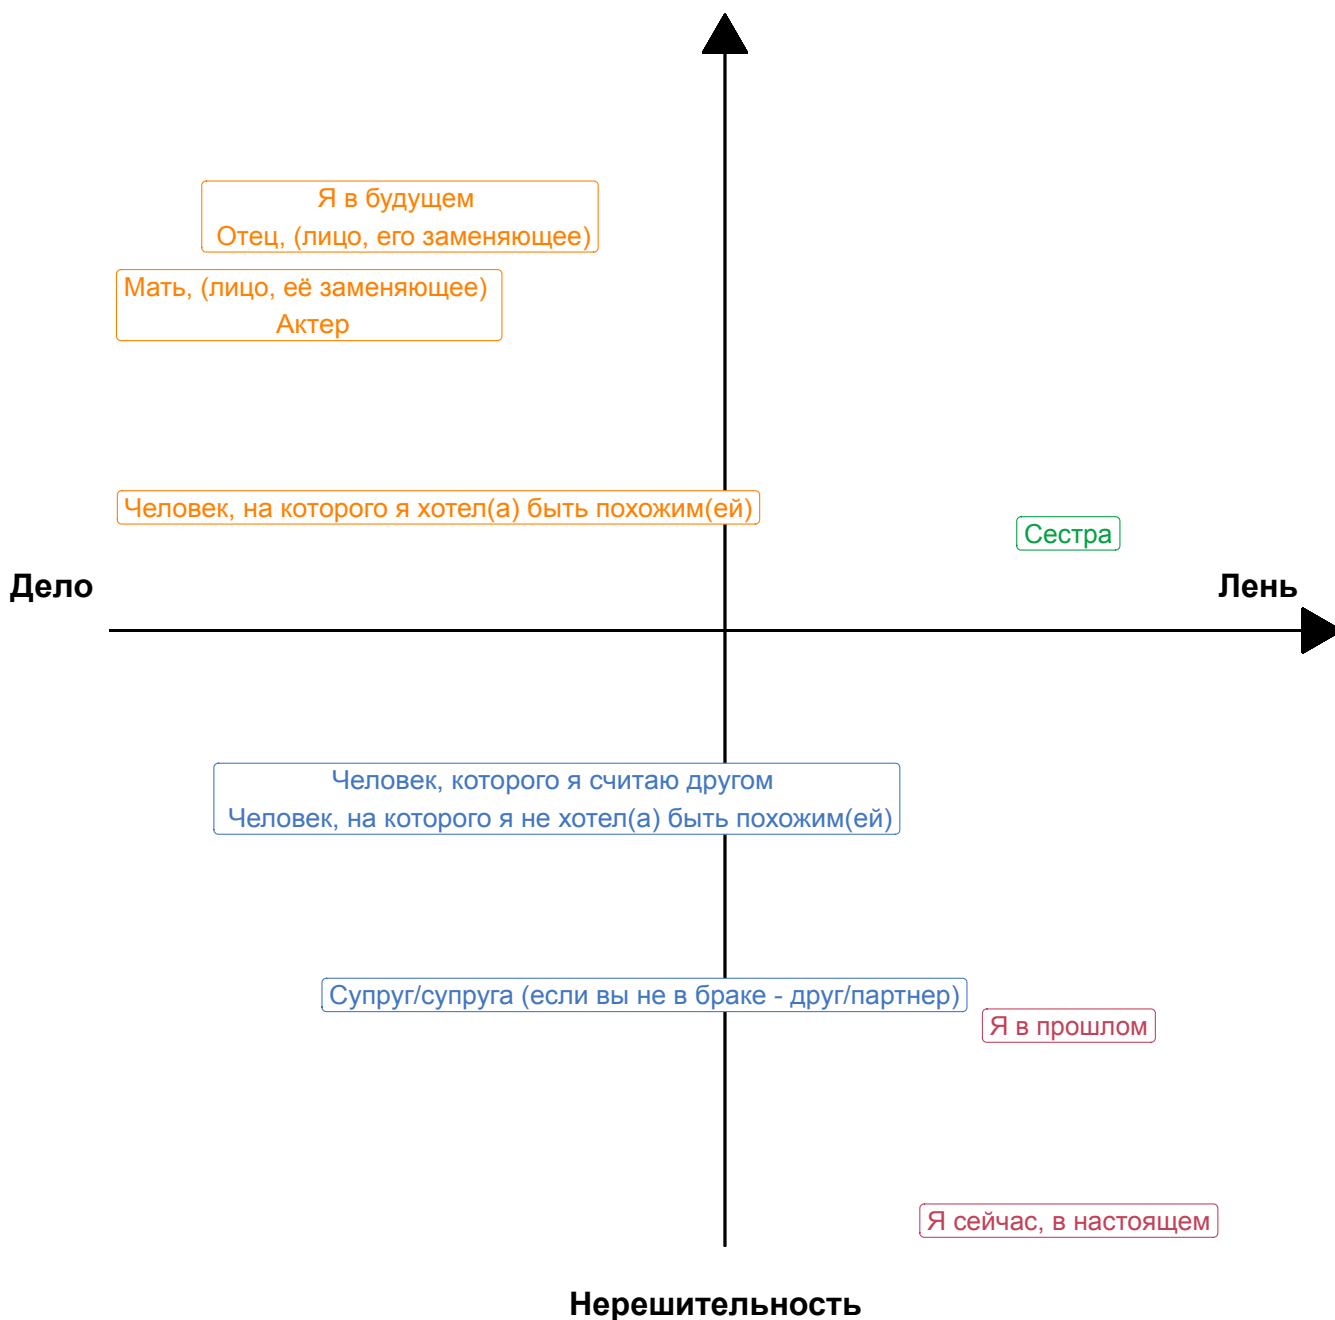 Я в будущем
Отец, (лицо, его заменяющее)
Мать, (лицо, её заменяющее)
Актер
Человек, на которого я хотел(а) быть похожим(ей)
Сестра
Дело
Лень
Человек, которого я считаю другом
Человек, на которого я не хотел(а) быть похожим(ей)
Супруг/супруга (если вы не в браке - друг/партнер)
Я в прошлом
Я сейчас, в настоящем
Нерешительность